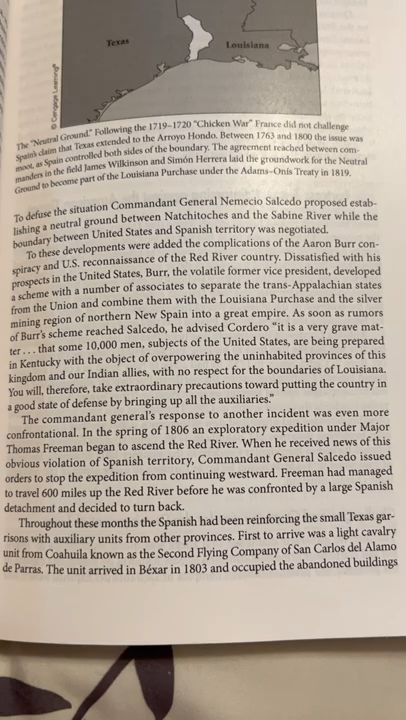 Texas
Louisiana
© Cengage Learning®
The "Neutral Ground." Following the 1719–1720 "Chicken War" France did not challenge
Spain's claim that Texas extended to the Arroyo Hondo. Between 1763 and 1800 the issue was
moot, as Spain controlled both sides of the boundary. The agreement reached between com-
manders in the field James Wilkinson and Simón Herrera laid the groundwork for the Neutral
Ground to become part of the Louisiana Purchase under the Adams–Onís Treaty in 1819.
To defuse the situation Commandant General Nemecio Salcedo proposed estab-
lishing a neutral ground between Natchitoches and the Sabine River while the
boundary between United States and Spanish territory was negotiated.
To these developments were added the complications of the Aaron Burr con-
spiracy and U.S. reconnaissance of the Red River country. Dissatisfied with his
prospects in the United States, Burr, the volatile former vice president, developed
a scheme with a number of associates to separate the trans-Appalachian states
from the Union and combine them with the Louisiana Purchase and the silver
mining region of northern New Spain into a great empire. As soon as rumors
of Burr's scheme reached Salcedo, he advised Cordero "it is a very grave mat-
ter . . . that some 10,000 men, subjects of the United States, are being prepared
in Kentucky with the object of overpowering the uninhabited provinces of this
kingdom and our Indian allies, with no respect for the boundaries of Louisiana.
You will, therefore, take extraordinary precautions toward putting the country in
a good state of defense by bringing up all the auxiliaries."
The commandant general's response to another incident was even more
confrontational. In the spring of 1806 an exploratory expedition under Major
Thomas Freeman began to ascend the Red River. When he received news of this
obvious violation of Spanish territory, Commandant General Salcedo issued
orders to stop the expedition from continuing westward. Freeman had managed
to travel 600 miles up the Red River before he was confronted by a large Spanish
detachment and decided to turn back.
Throughout these months the Spanish had been reinforcing the small Texas gar-
risons with auxiliary units from other provinces. First to arrive was a light cavalry
unit from Coahuila known as the Second Flying Company of San Carlos del Alamo
de Parras. The unit arrived in Béxar in 1803 and occupied the abandoned buildings